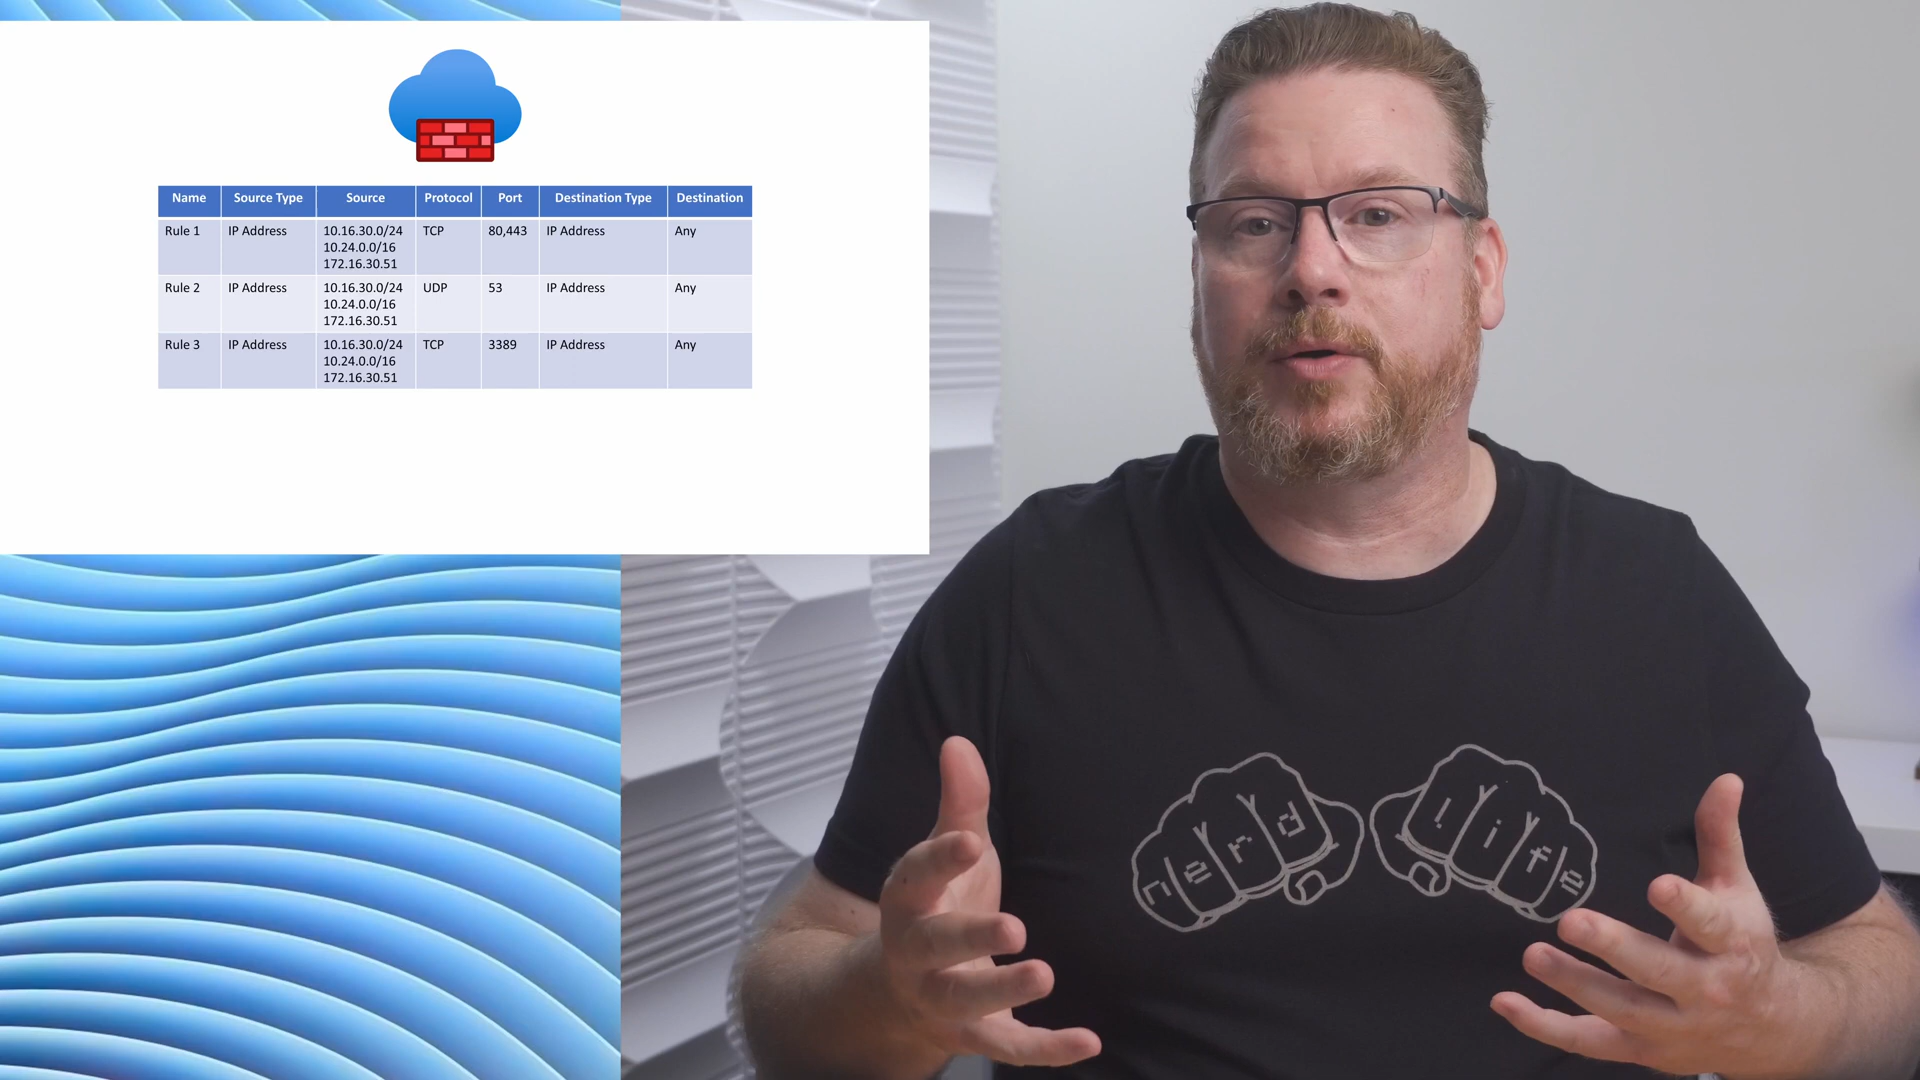 Name Source Type Source Protocol Port Destination Type Destination
Rule 1 IP Address 10.16.30.0/24 TCP 80,443 IP Address Any
10.24.0.0/16
172.16.30.51
Rule 2 IP Address 10.16.30.0/24 UDP 53 IP Address Any
10.24.0.0/16
172.16.30.51
Rule 3 IP Address 10.16.30.0/24 TCP 3389 IP Address Any
10.24.0.0/16
172.16.30.51
nerd life